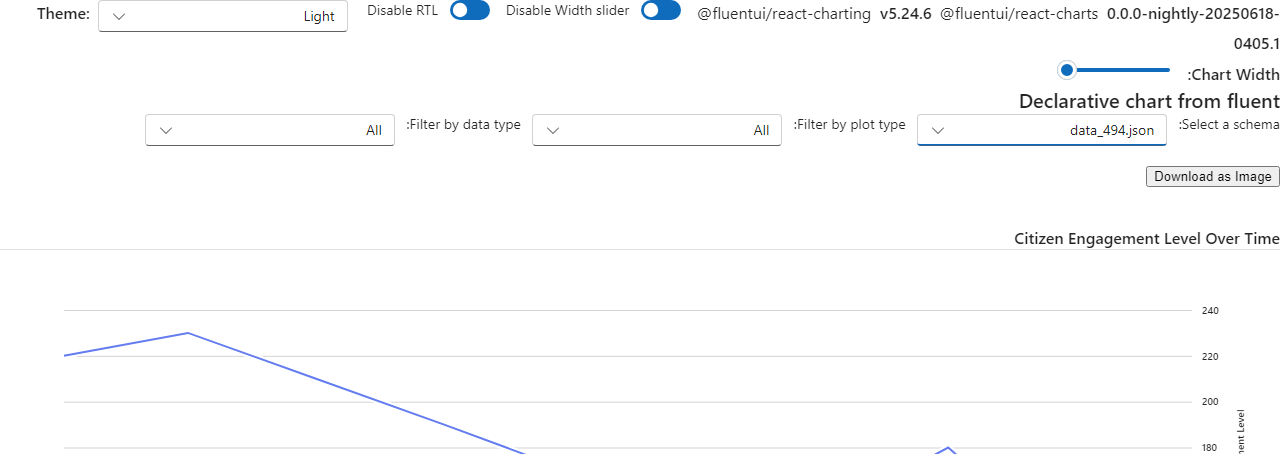 Theme: Light Disable RTL Disable Width slider @fluentui/react-charting v5.24.6 @fluentui/react-charts 0.0.0-nightly-20250618-
0405.1
:Chart Width
Declarative chart from fluent
All :Filter by data type All :Filter by plot type data_494.json :Select a schema
Download as Image
Citizen Engagement Level Over Time
240
220
200
180
Level